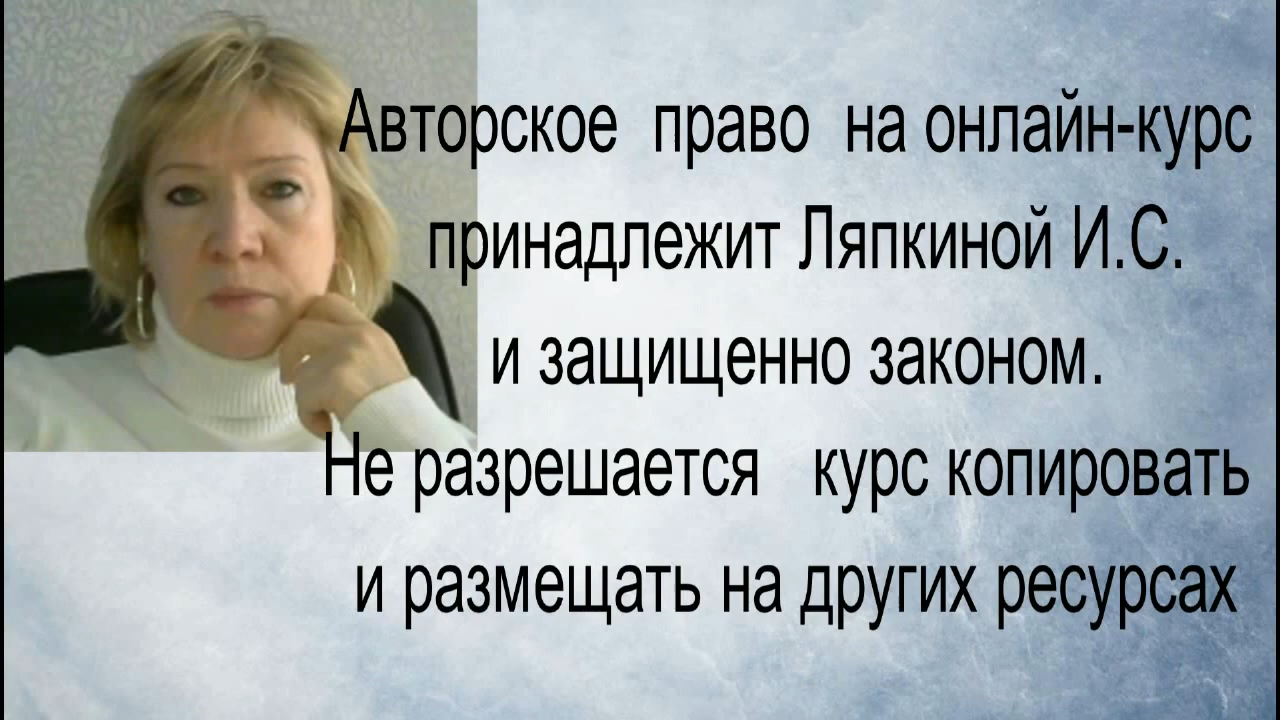 Авторское право на онлайн-курс
принадлежит Ляпкиной И.С.
и защищенно законом.
Не разрешается курс копировать
и размещать на других ресурсах